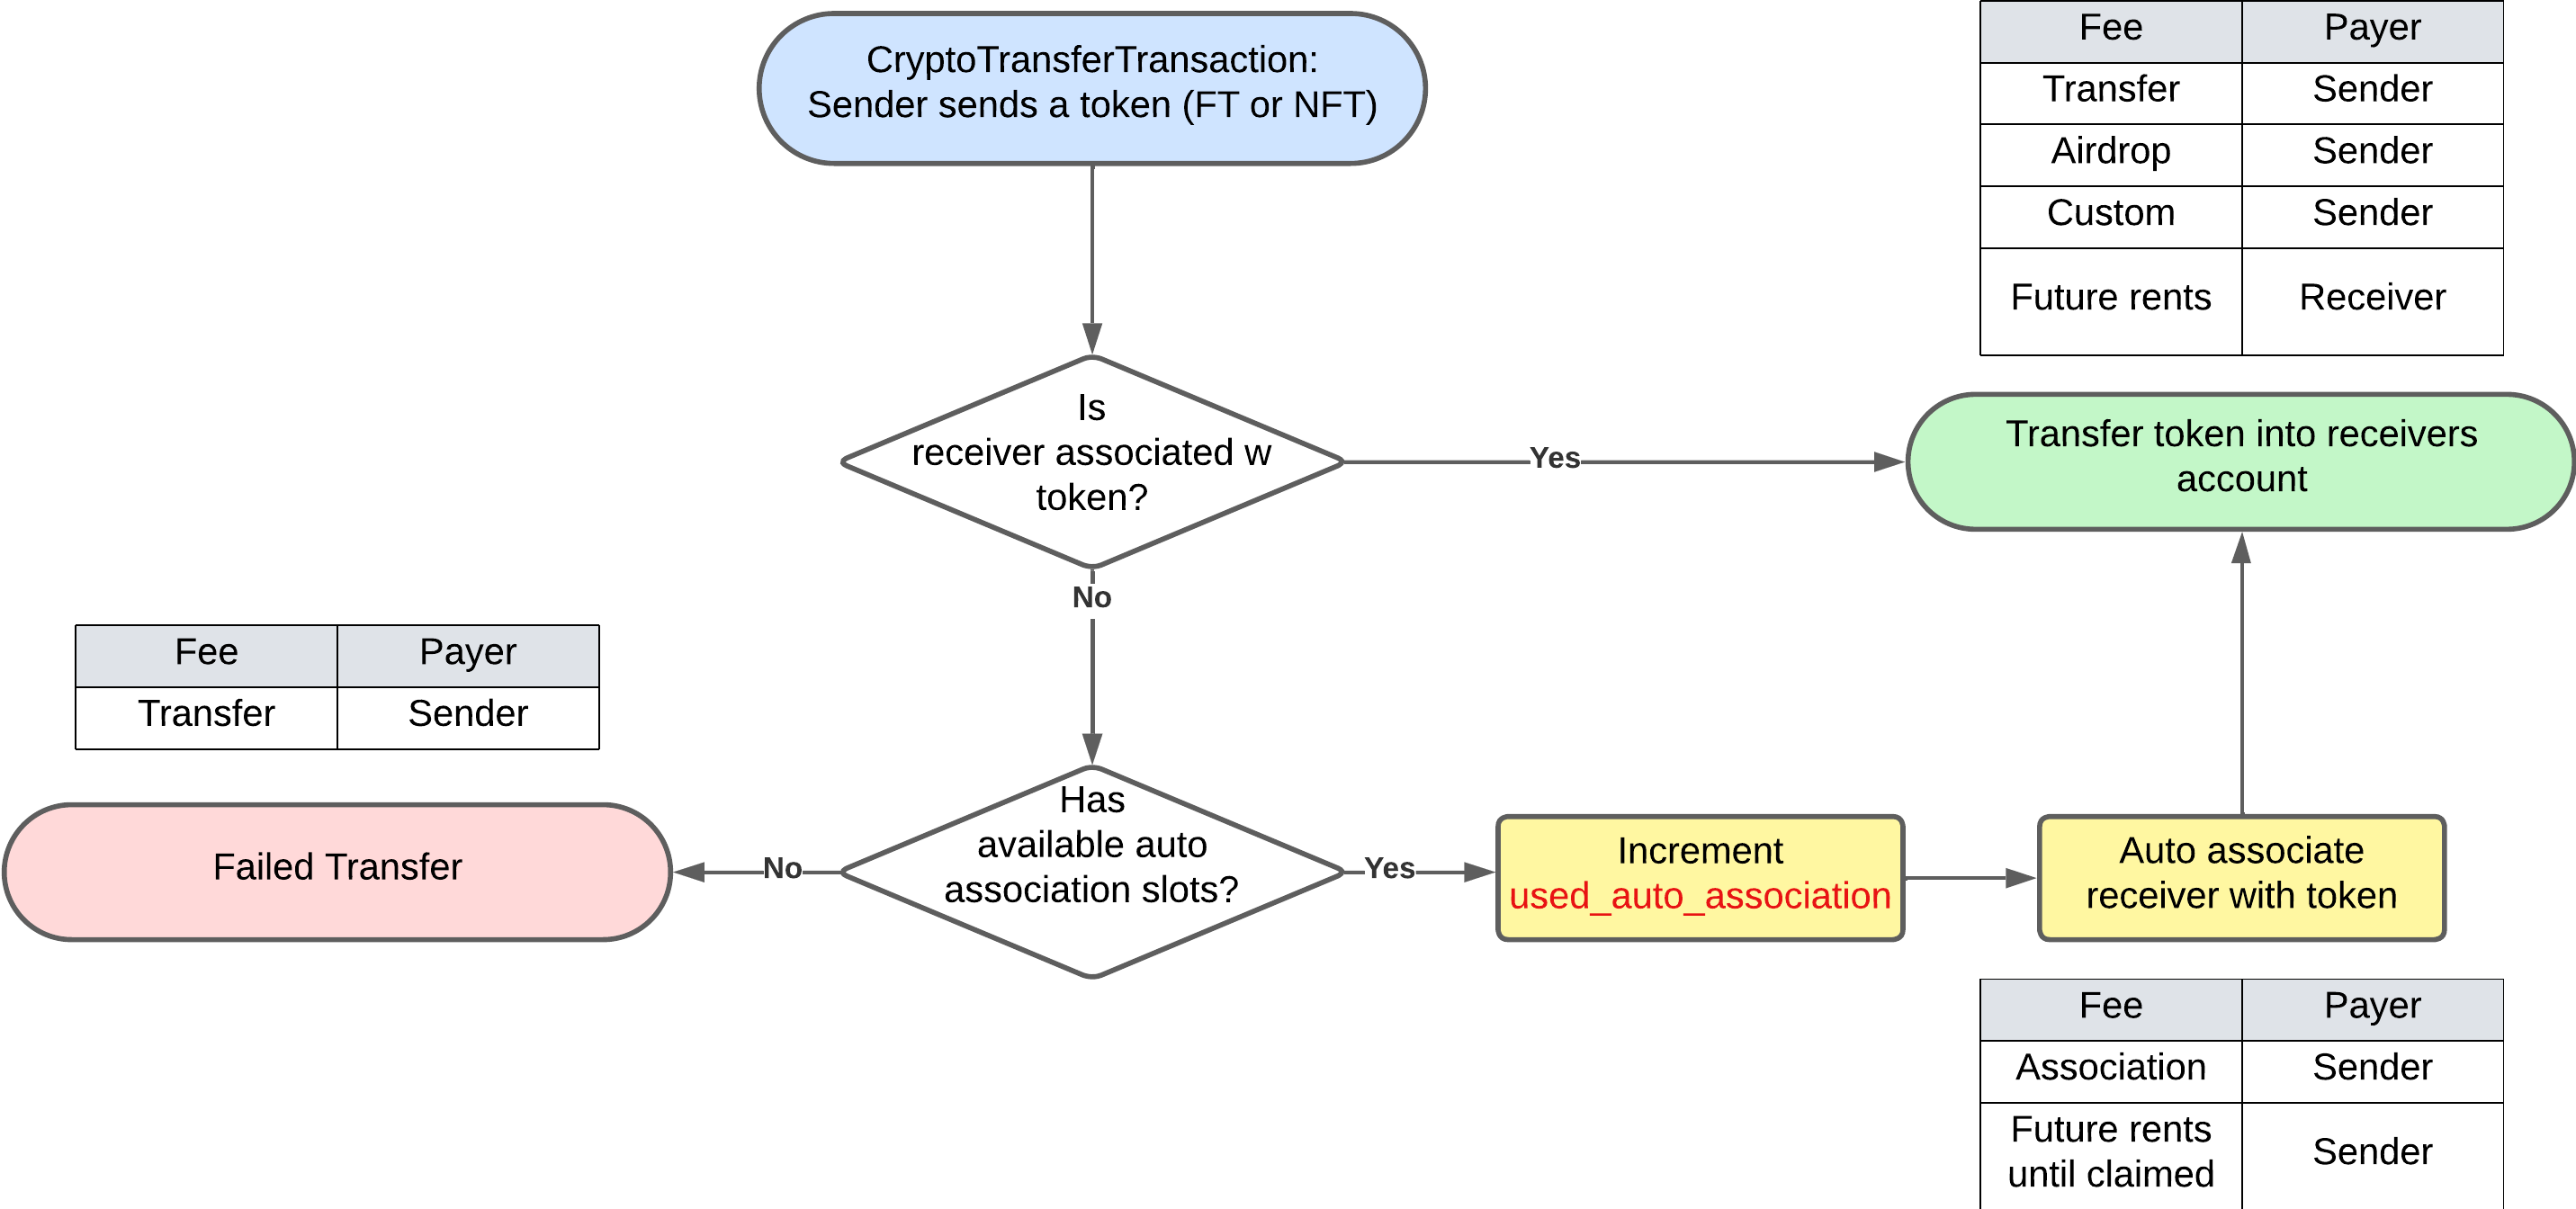 CryptoTransferTransaction:
Sender sends a token (FT or NFT)
Fee Payer
Transfer Sender
Airdrop Sender
Custom Sender
Future rents Receiver
Is
receiver associated w
token?
Yes
Transfer token into receivers
account
No
Fee Payer
Transfer Sender
Failed Transfer
No
Has
available auto
association slots?
Yes
Increment
used_auto_association
Auto associate
receiver with token
Fee Payer
Association Sender
Future rents
until claimed
Sender